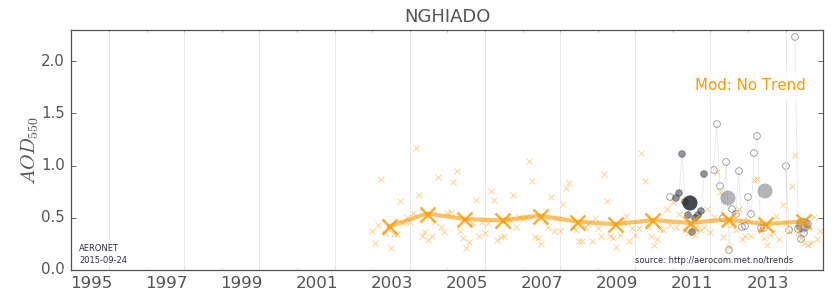 NGHIADO
AOD550
2.0
1.5
1.0
0.5
0.0
Mod: No Trend
AERONET
2015-09-24
source: http://aerocom.met.no/trends
1995 1997 1999 2001 2003 2005 2007 2009 2011 2013